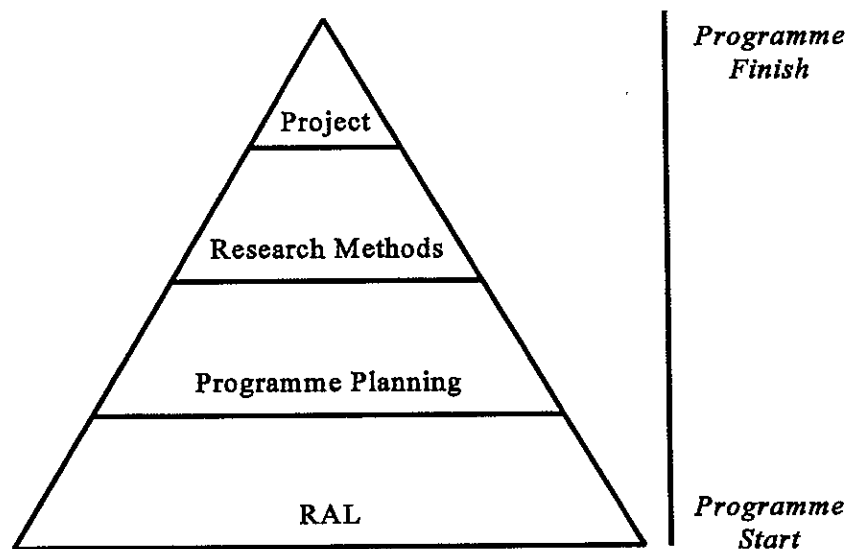 Programme
Finish
Project
Research Methods
Programme Planning
RAL
Programme
Start